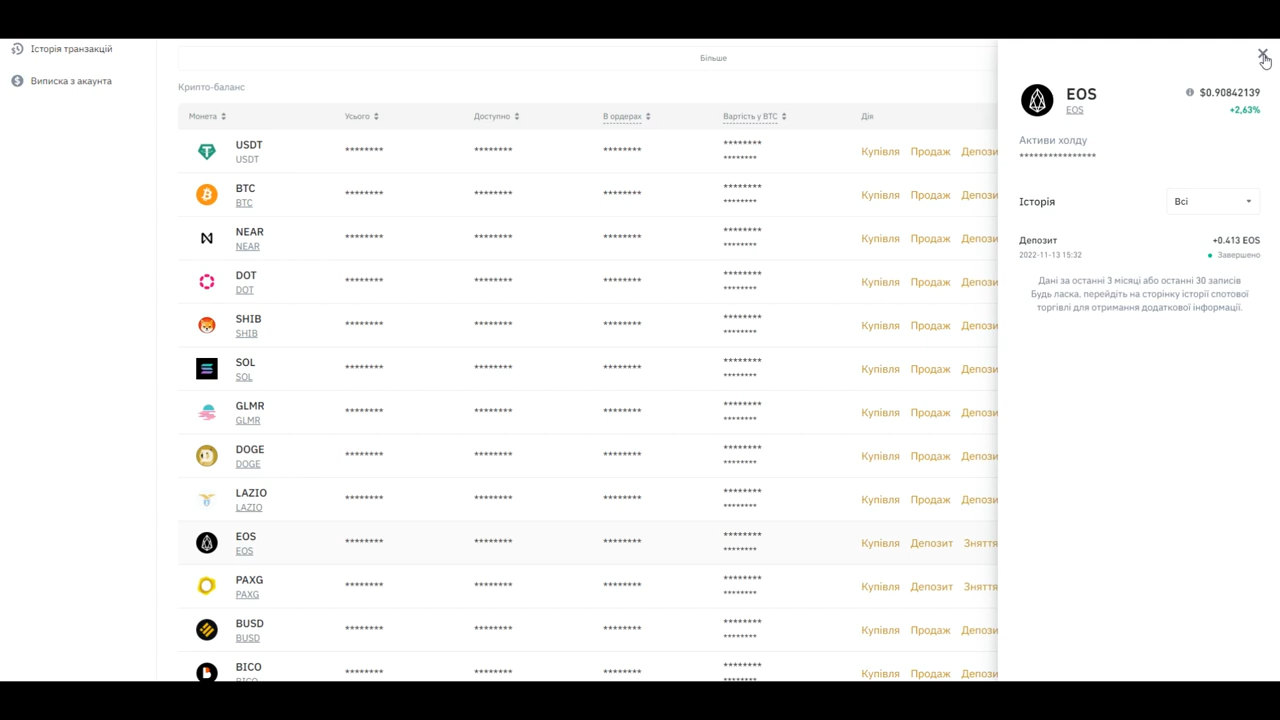 Історія транзакцій
Виписка з акаунта
Більше
Крипто-баланс
Монета Усього Доступно В ордерах Вартість у BTC Дія
USDT ******** ******** ******** ******** Купівля Продаж Депози
USDT ********
BTC ******** ******** ******** ******** Купівля Продаж Депози
BTC ********
NEAR ******** ******** ******** ******** Купівля Продаж Депози
NEAR ********
DOT ******** ******** ******** ******** Купівля Продаж Депози
DOT ********
SHIB ******** ******** ******** ******** Купівля Продаж Депози
SHIB ********
SOL ******** ******** ******** ******** Купівля Продаж Депози
SOL ********
GLMR ******** ******** ******** ******** Купівля Продаж Депози
GLMR ********
DOGE ******** ******** ******** ******** Купівля Продаж Депози
DOGE ********
LAZIO ******** ******** ******** ******** Купівля Продаж Депози
LAZIO ********
EOS ******** ******** ******** ******** Купівля Депозит Зняття
EOS ********
PAXG ******** ******** ******** ******** Купівля Депозит Зняття
PAXG ********
BUSD ******** ******** ******** ******** Купівля Продаж Депози
BUSD ********
BICO ******** ******** ******** ******** Купівля Продаж Депози
BICO ********
EOS $0.90842139
EOS +2,63%
Активи холду
****************
Історія Всі
Депозит +0.413 EOS
2022-11-13 15:32 Завершено
Дані за останні 3 місяці або останні 30 записів
Будь ласка, перейдіть на сторінку історії спотової
торгівлі для отримання додаткової інформації.